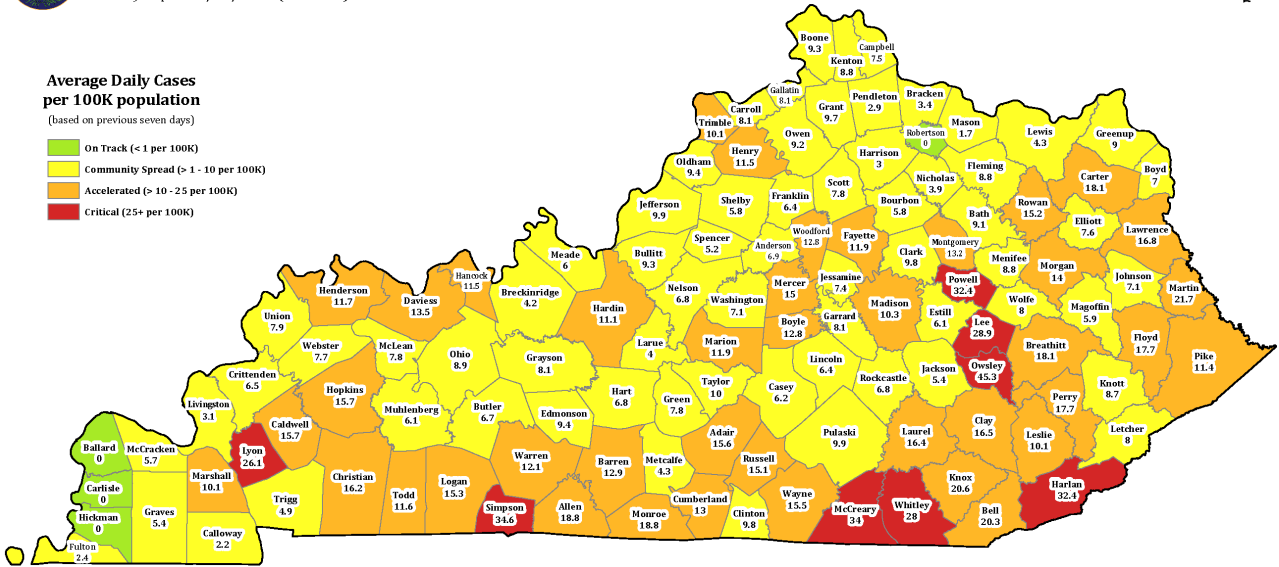 Average Daily Cases
per 100K population
(based on previous seven days)
On Track (< 1 per 100K)
Community Spread (> 1 - 10 per 100K)
Accelerated (> 10 - 25 per 100K)
Critical (25+ per 100K)
Boone
9.3
Kenton
8.8
Campbell
7.5
Gallatin
8.1
Carroll
8.1
Trimble
10.1
Grant
9.7
Pendleton
2.9
Bracken
3.4
Robertson
0
Mason
1.7
Lewis
4.3
Greenup
9
Boyd
7
Owen
9.2
Henry
11.5
Oldham
9.4
Harrison
3
Fleming
8.8
Carter
18.1
Nicholas
3.9
Scott
7.8
Bourbon
5.8
Franklin
6.4
Shelby
5.8
Jefferson
9.9
Rowan
15.2
Bath
9.1
Elliott
7.6
Lawrence
16.8
Woodford
12.8
Fayette
11.9
Montgomery
13.2
Clark
9.8
Menifee
8.8
Morgan
14
Johnson
7.1
Martin
21.7
Spencer
5.2
Anderson
6.9
Bullitt
9.3
Meade
6
Hancock
11.5
Breckinridge
4.2
Henderson
11.7
Daviess
13.5
Union
7.9
Hardin
11.1
Nelson
6.8
Washington
7.1
Mercer
15
Jessamine
7.4
Madison
10.3
Powell
32.4
Estill
6.1
Wolfe
8
Magoffin
5.9
Floyd
17.7
Pike
11.4
Lee
28.9
Breathitt
18.1
Garrard
8.1
Boyle
12.8
Marion
11.9
Larue
4
Webster
7.7
McLean
7.8
Ohio
8.9
Grayson
8.1
Lincoln
6.4
Rockcastle
6.8
Jackson
5.4
Owsley
45.3
Knott
8.7
Perry
17.7
Letcher
8
Crittenden
6.5
Livingston
3.1
Hopkins
15.7
Muhlenberg
6.1
Butler
6.7
Edmonson
9.4
Hart
6.8
Green
7.8
Taylor
10
Casey
6.2
Pulaski
9.9
Laurel
16.4
Clay
16.5
Leslie
10.1
Caldwell
15.7
Lyon
26.1
Ballard
0
McCracken
5.7
Carlisle
0
Hickman
0
Fulton
2.4
Graves
5.4
Marshall
10.1
Calloway
2.2
Trigg
4.9
Christian
16.2
Todd
11.6
Logan
15.3
Warren
12.1
Simpson
34.6
Allen
18.8
Barren
12.9
Metcalfe
4.3
Adair
15.6
Russell
15.1
Monroe
18.8
Cumberland
13
Clinton
9.8
Wayne
15.5
McCreary
34
Whitley
28
Knox
20.6
Bell
20.3
Harlan
32.4